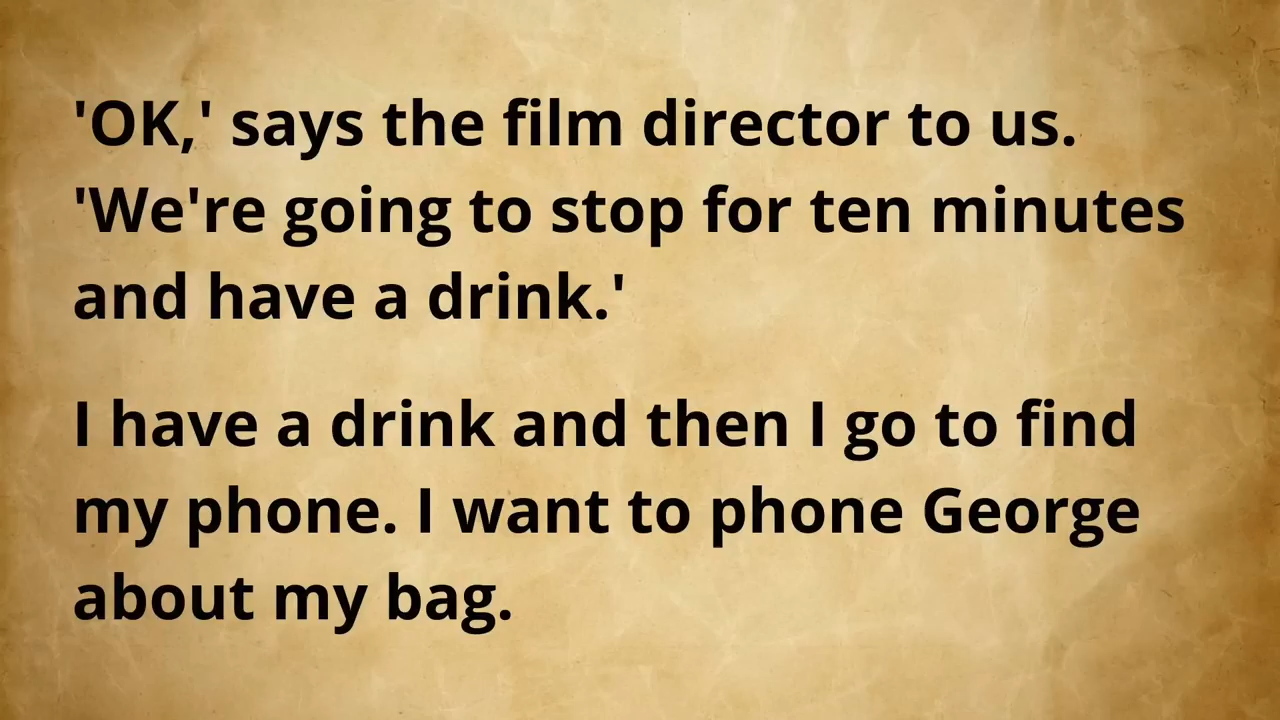 'OK,' says the film director to us.
'We're going to stop for ten minutes
and have a drink.'
I have a drink and then I go to find
my phone. I want to phone George
about my bag.